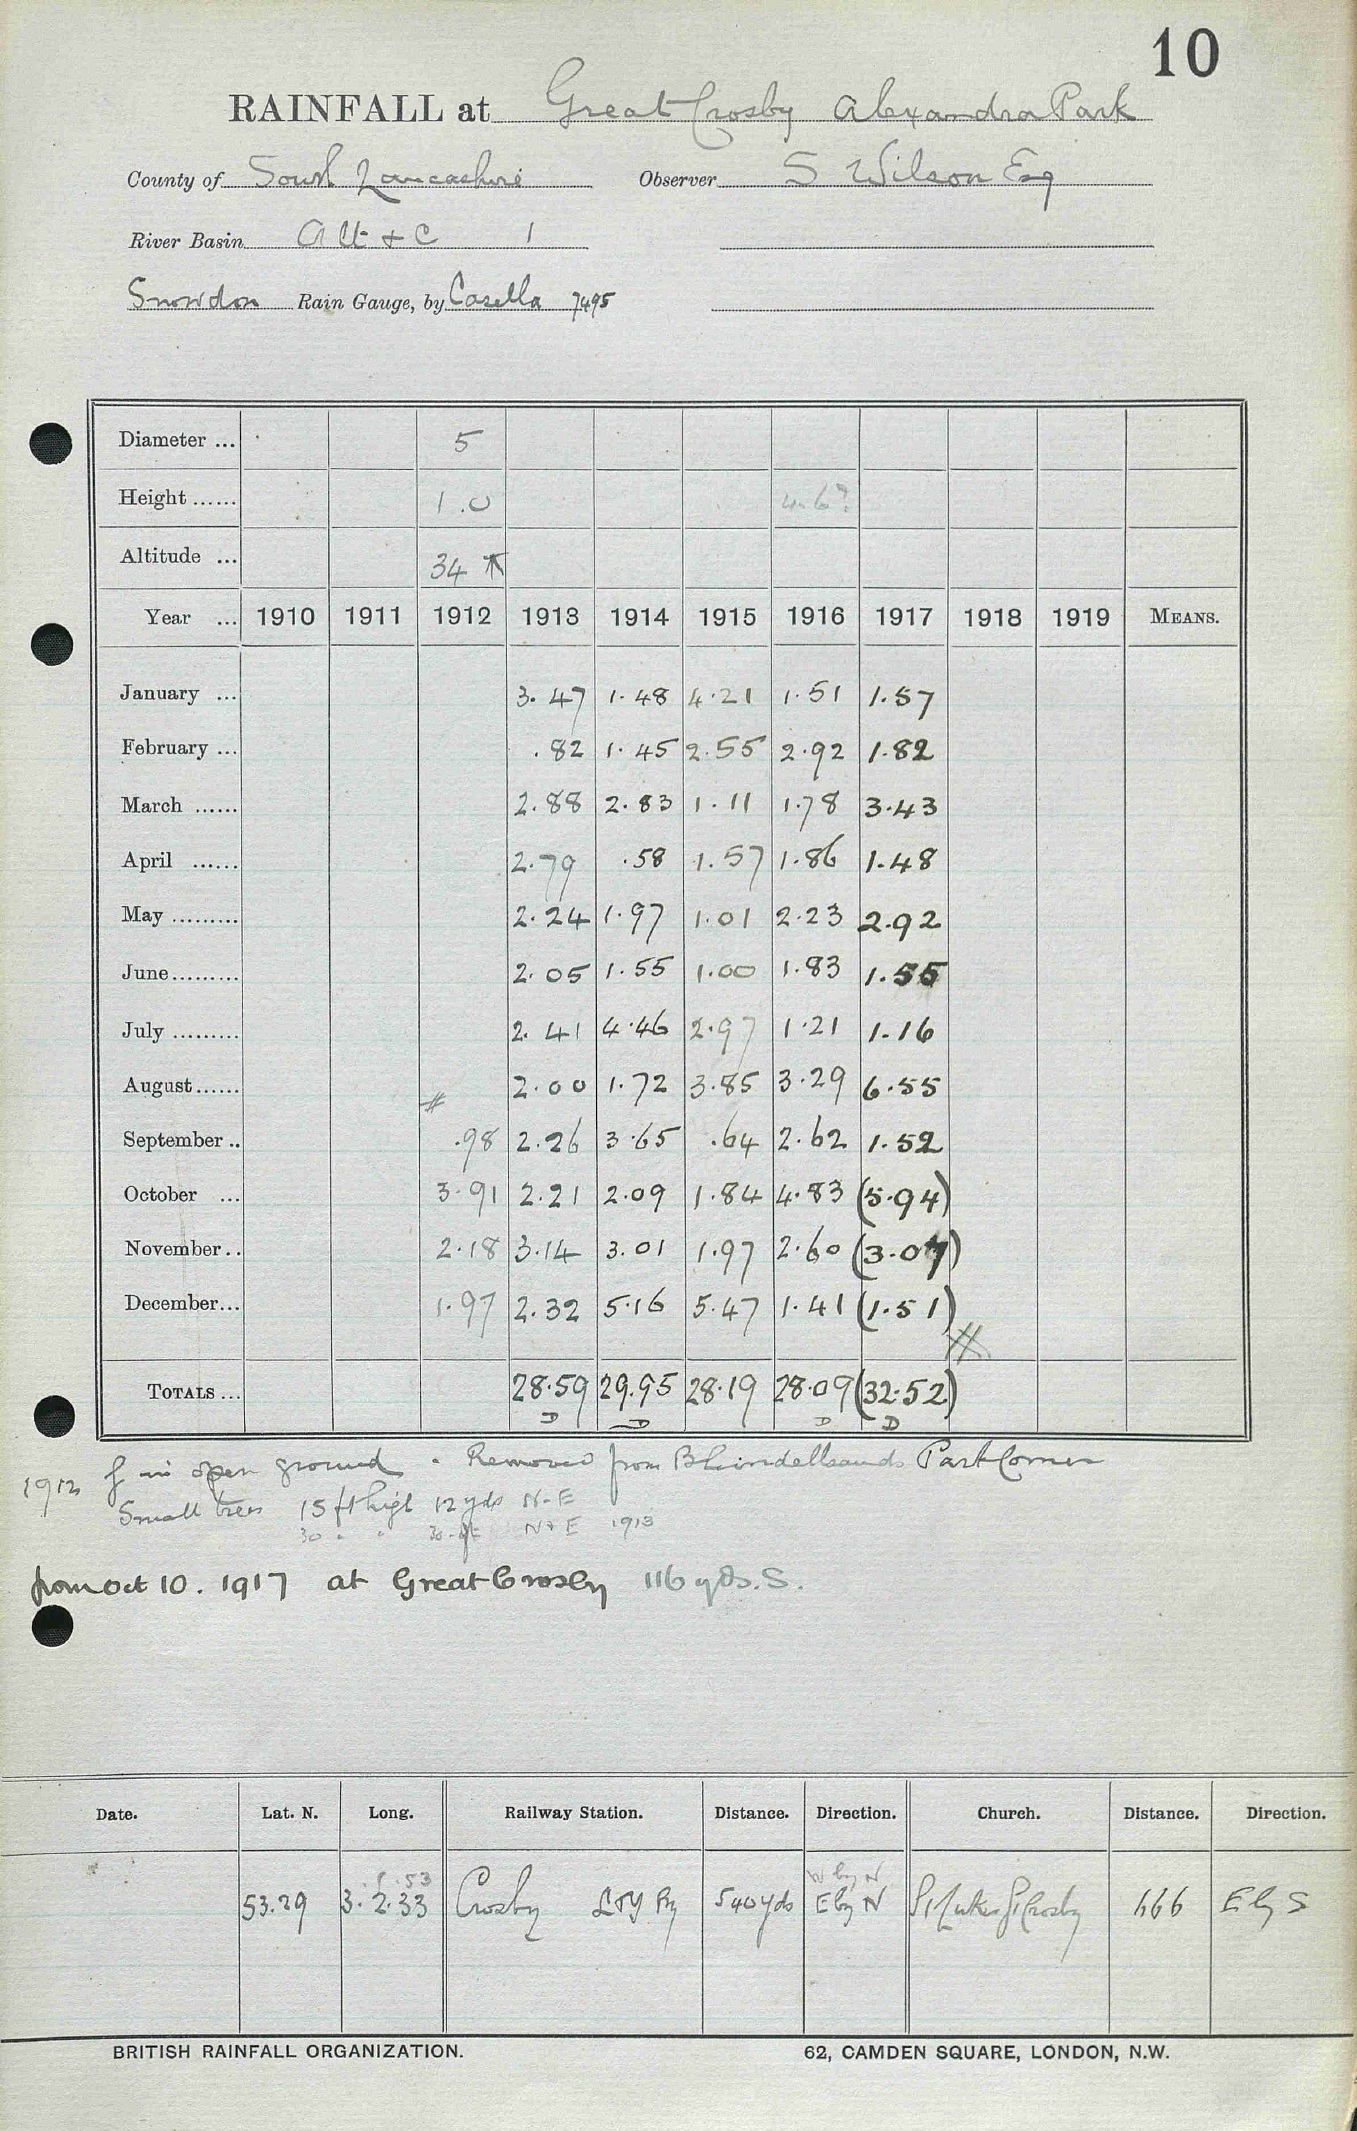 10
RAINFALL at Great Crosby Alexandra Park
County of South Lancashire Observer S Wilson Esq
River Basin Alt &c 1
Snowdon Rain Gauge, by Casella 7495
Diameter ... 5
Height ...... 1.0 4.6?
Altitude ... 34
Year ... 1910 1911 1912 1913 1914 1915 1916 1917 1918 1919 MEANS.
January ... 3.47 1.48 4.21 1.51 1.57
February ... .82 1.45 2.55 2.92 1.82
March ...... 2.88 2.83 1.11 1.78 3.43
April ...... 2.79 .58 1.57 1.86 1.48
May ......... 2.24 1.97 1.01 2.23 2.92
June......... 2.05 1.55 1.00 1.83 1.55
July ......... 2.41 4.46 2.97 1.21 1.16
August...... 2.00 1.72 3.85 3.29 6.55
September .. .98 2.26 3.65 .64 2.62 1.52
October ... 3.91 2.21 2.09 1.84 4.83 (5.94)
November.. 2.18 3.14 3.01 1.97 2.60 (3.07)
December... 1.97 2.32 5.16 5.47 1.41 (1.51)
TOTALS ... 28.59 29.95 28.19 28.09 (32.52)
D D D D
1912 in open ground . Removed from Blundellsands Park Corner
Small trees 15 ft high 12 yds N-E
30 " " 30 ft N & E 1913
from Oct 10. 1917 at Great Crosby 116 yds. S.
Date. Lat. N. Long. Railway Station. Distance. Direction. Church. Distance. Direction.
53 W by N
53.29 3.2.33 Crosby L & Y Ry 540 yds E by N St Lukes Gt Crosby 666 E by S
BRITISH RAINFALL ORGANIZATION. 62, CAMDEN SQUARE, LONDON, N.W.